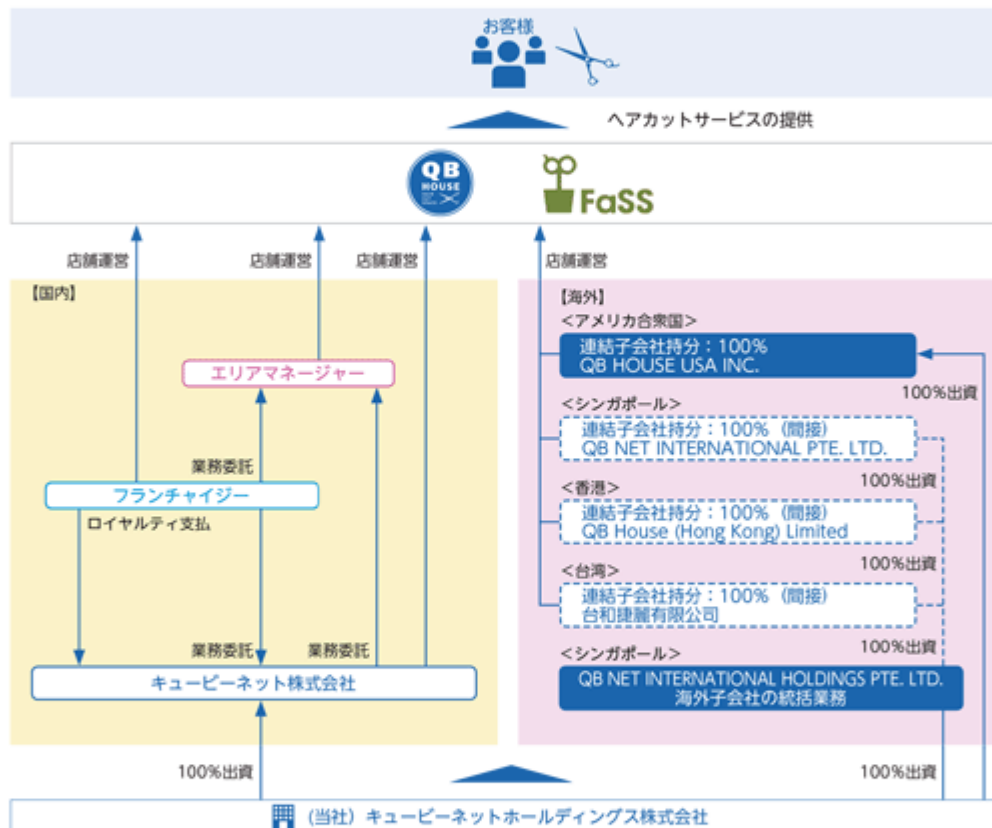 お客様
ヘアカットサービスの提供
QB
HOUSE
FaSS
店舗運営
店舗運営
店舗運営
店舗運営
【国内】
エリアマネージャー
業務委託
フランチャイジー
ロイヤルティ支払
業務委託
業務委託
キュービーネット株式会社
100%出資
【海外】
<アメリカ合衆国>
連結子会社持分：100%
QB HOUSE USA INC.
100%出資
<シンガポール>
連結子会社持分：100%（間接）
QB NET INTERNATIONAL PTE. LTD.
100%出資
<香港>
連結子会社持分：100%（間接）
QB House (Hong Kong) Limited
100%出資
<台湾>
連結子会社持分：100%（間接）
台和捷麗有限公司
100%出資
<シンガポール>
QB NET INTERNATIONAL HOLDINGS PTE. LTD.
海外子会社の統括業務
100%出資
(当社）キュービーネットホールディングス株式会社